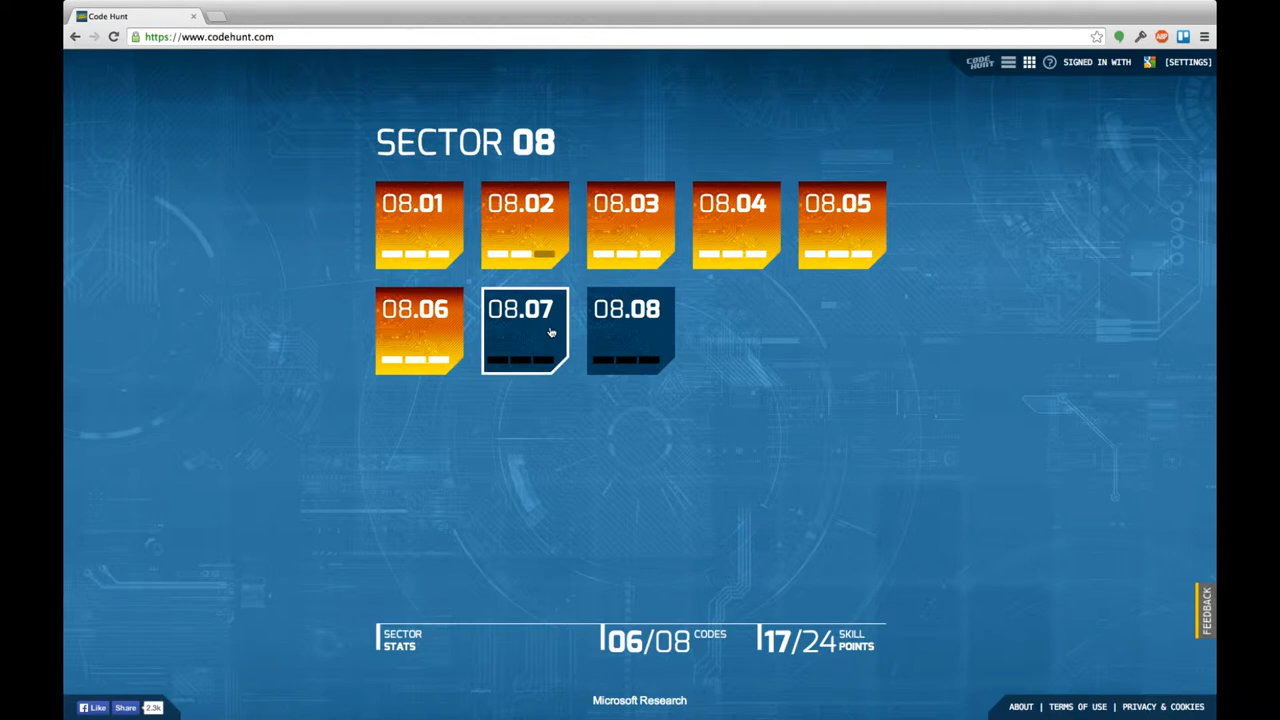 Code Hunt
https://www.codehunt.com
CODE HUNT
SIGNED IN WITH
[SETTINGS]
SECTOR 08
08.01
08.02
08.03
08.04
08.05
08.06
08.07
08.08
FEEDBACK
SECTOR STATS
06/08 CODES
17/24 SKILL POINTS
Microsoft Research
Like
Share
2.3k
ABOUT | TERMS OF USE | PRIVACY & COOKIES